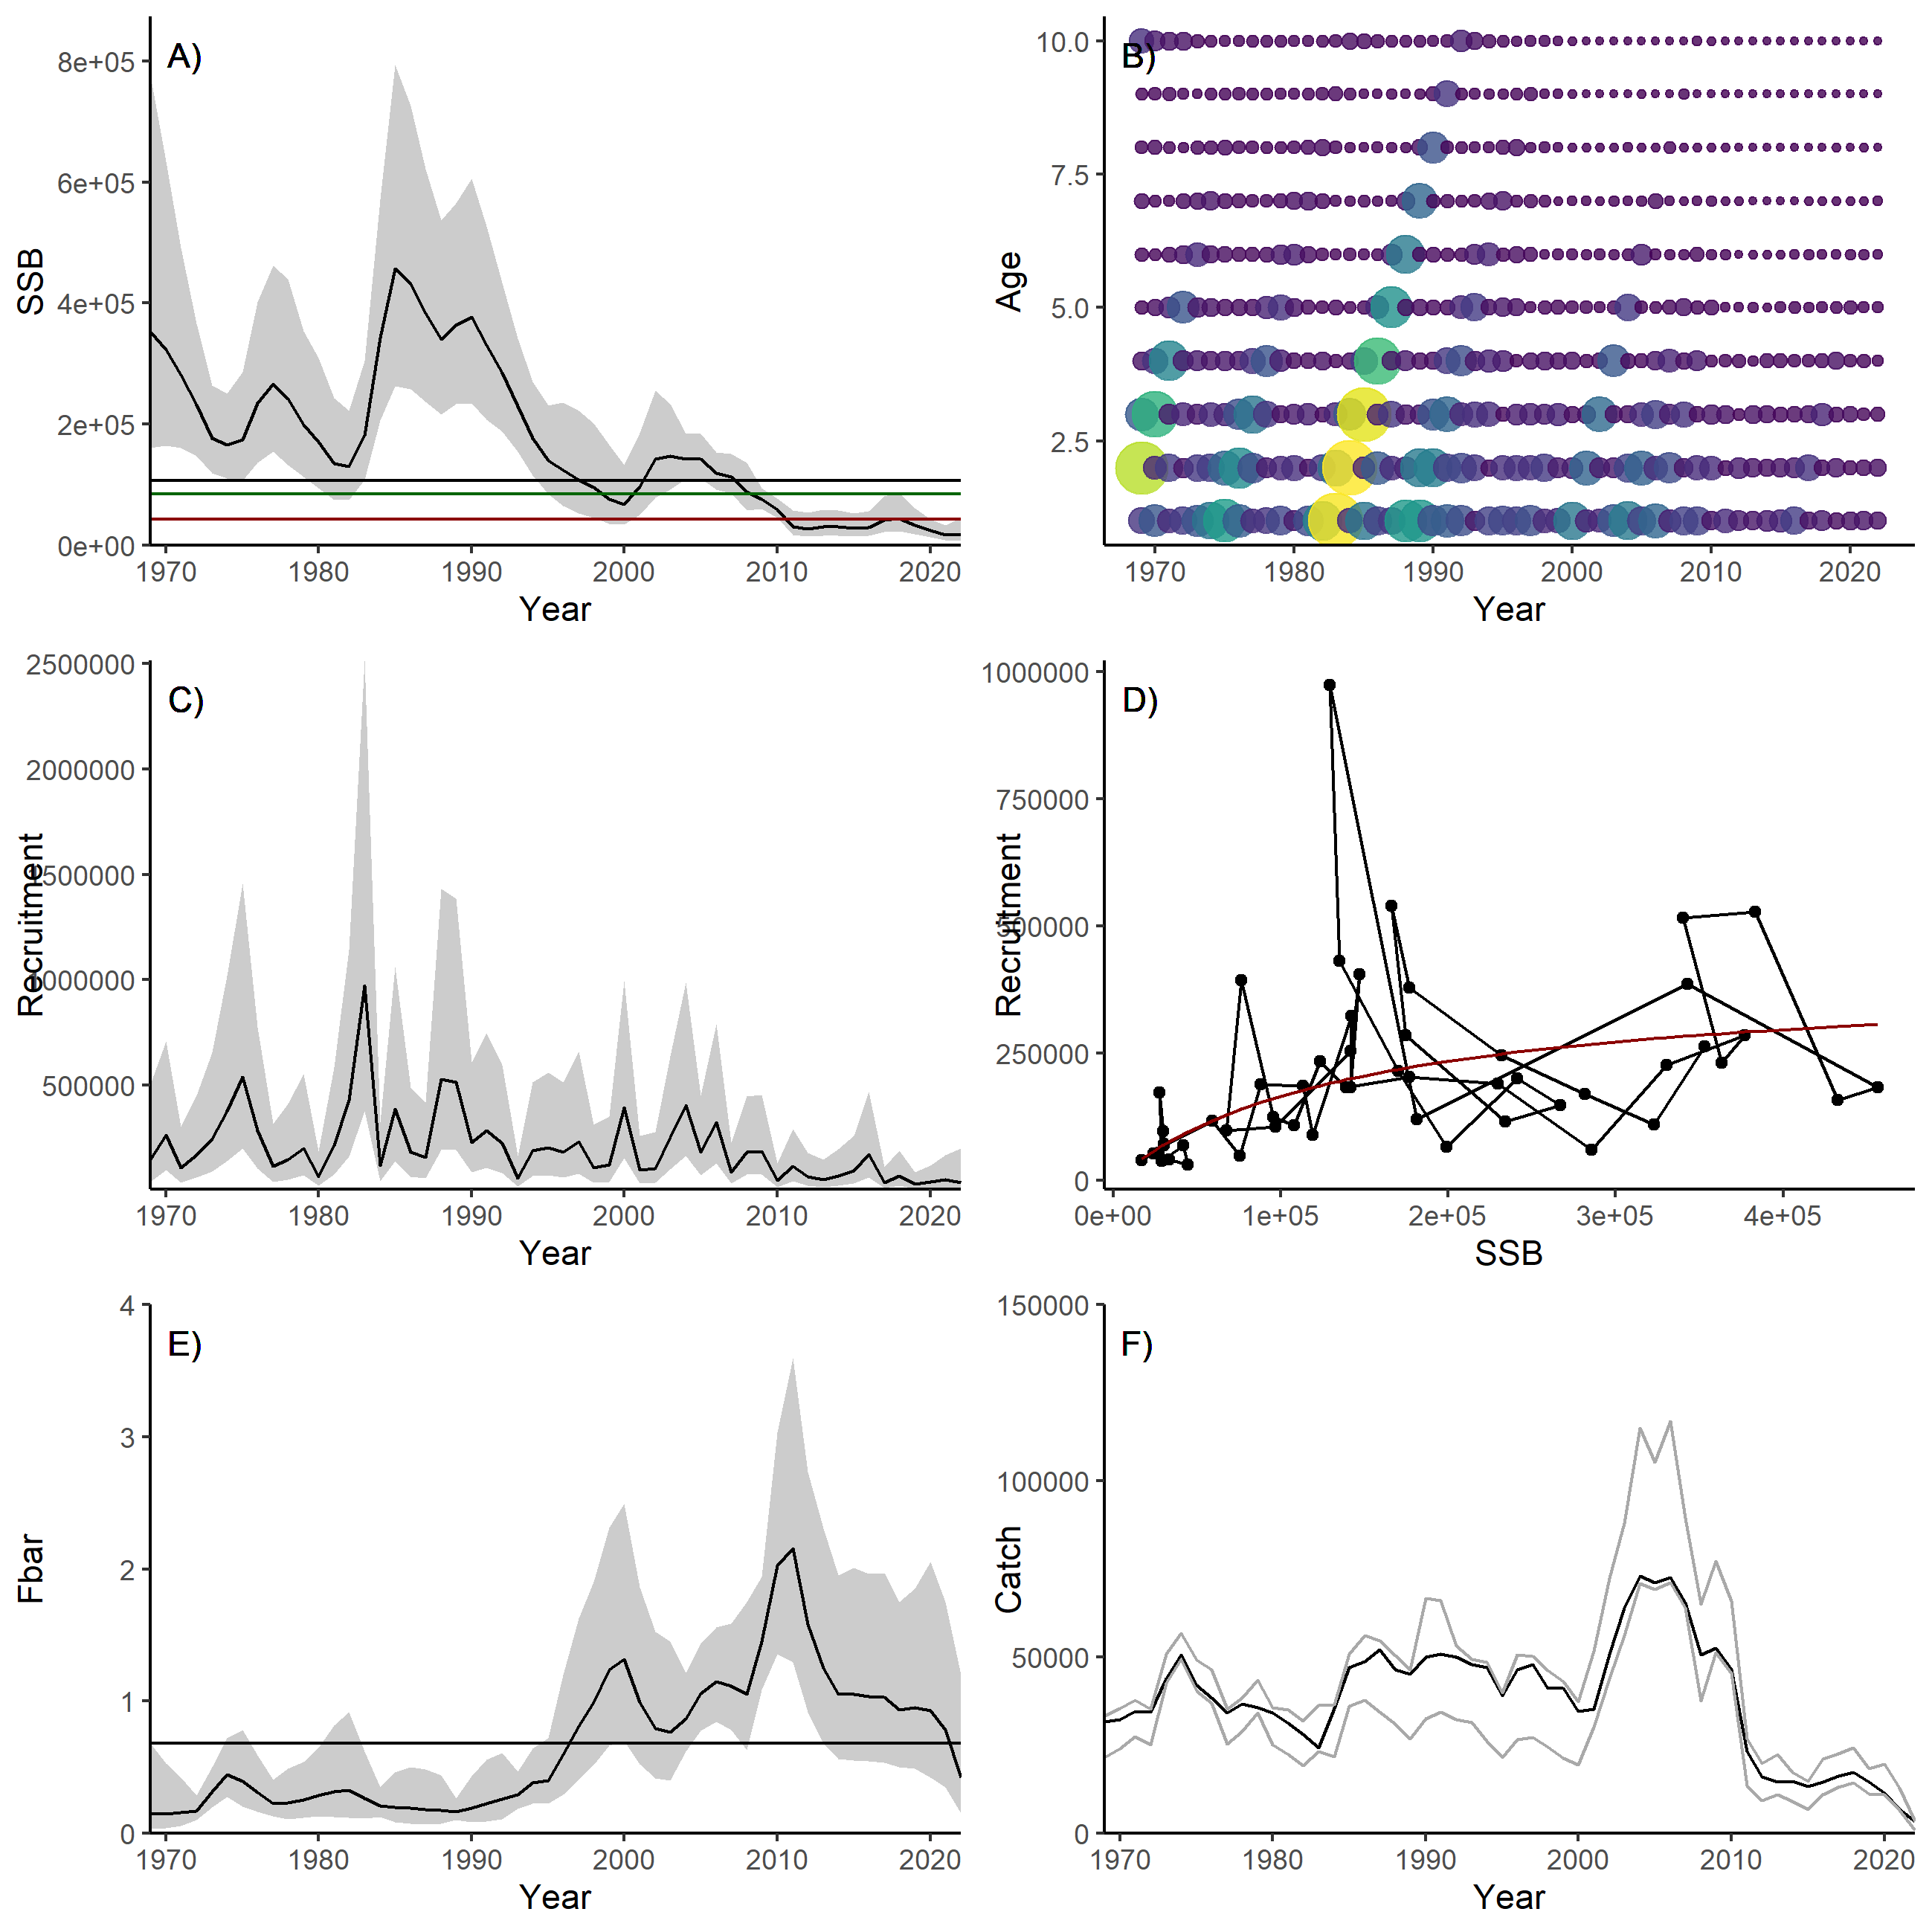 A)
SSB
8e+05
6e+05
4e+05
2e+05
0e+00
1970 1980 1990 2000 2010 2020
Year
B)
Age
10.0
7.5
5.0
2.5
1970 1980 1990 2000 2010 2020
Year
C)
Recruitment
2500000
2000000
1500000
1000000
500000
1970 1980 1990 2000 2010 2020
Year
D)
Recruitment
1000000
750000
500000
250000
0
0e+00 1e+05 2e+05 3e+05 4e+05
SSB
E)
Fbar
4
3
2
1
0
1970 1980 1990 2000 2010 2020
Year
F)
Catch
150000
100000
50000
0
1970 1980 1990 2000 2010 2020
Year